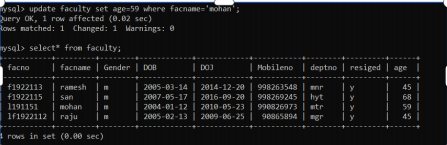 mysql> update faculty set age=59 where facname='mohan';
Query OK, 1 row affected (0.02 sec)
Rows matched: 1  Changed: 1  Warnings: 0
mysql> select* from faculty;
| facno | facname | Gender | DOB | DOJ | Mobileno | deptno | resiged | age |
| f1922113 | ramesh | m | 2005-03-14 | 2014-12-20 | 998263548 | mnr | y | 45 |
| f1922115 | san | m | 2007-05-17 | 2016-09-20 | 998269245 | hyt | y | 68 |
| l191151 | mohan | m | 2004-01-12 | 2010-05-23 | 990826973 | mtr | y | 59 |
| lf1922112 | raju | m | 2005-02-13 | 2009-06-25 | 90865894 | mgr | y | 45 |
4 rows in set (0.00 sec)